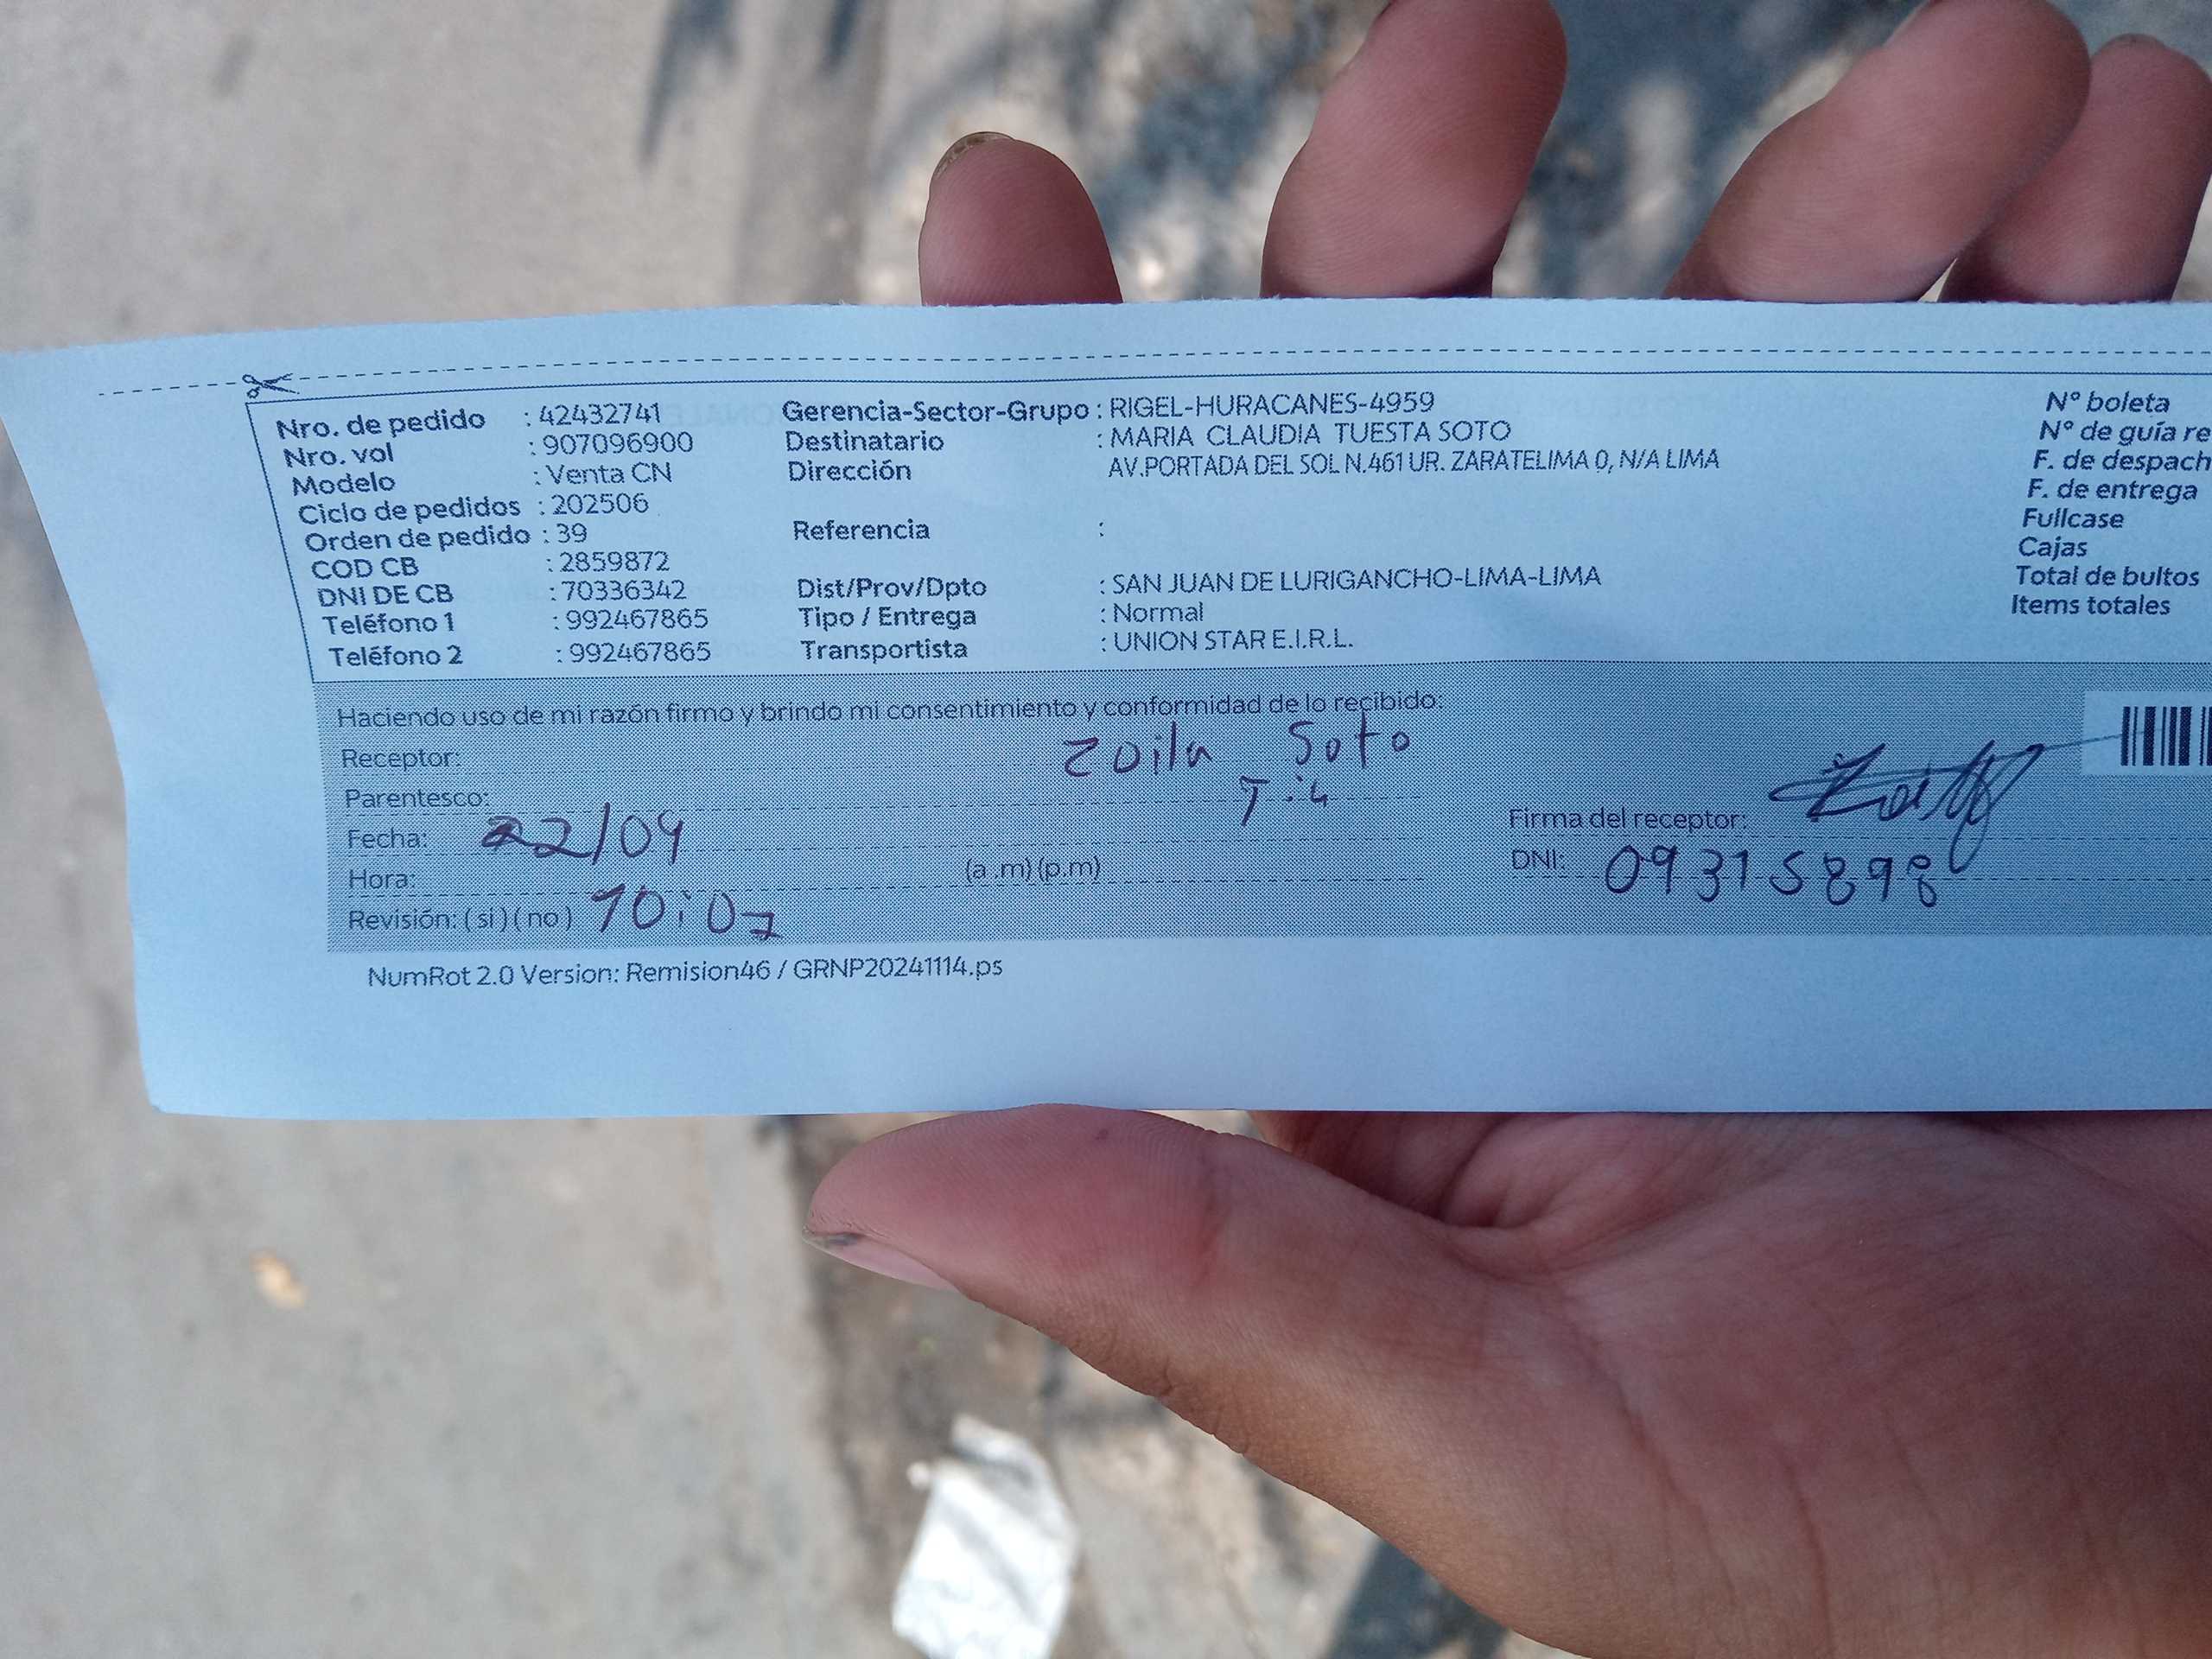 Nro. de pedido : 42432741 Gerencia-Sector-Grupo : RIGEL-HURACANES-4959 N° boleta
Nro. vol : 907096900 Destinatario : MARIA CLAUDIA TUESTA SOTO N° de guía re
Modelo : Venta CN Dirección AV.PORTADA DEL SOL N.461 UR. ZARATELIMA 0, N/A LIMA F. de despach
Ciclo de pedidos : 202506 F. de entrega
Orden de pedido : 39 Referencia : Fullcase
COD CB : 2859872 Cajas
DNI DE CB : 70336342 Dist/Prov/Dpto : SAN JUAN DE LURIGANCHO-LIMA-LIMA Total de bultos
Teléfono 1 : 992467865 Tipo / Entrega : Normal Items totales
Teléfono 2 : 992467865 Transportista : UNION STAR E.I.R.L.
Haciendo uso de mi razón firmo y brindo mi consentimiento y conformidad de lo recibido:
Receptor: Zoila Soto
Parentesco: Tia
Fecha: 22/04 Firma del receptor:
Hora: (a .m) (p.m) DNI: 09315898
Revisión: ( si ) ( no ) 10:07
NumRot 2.0 Version: Remision46 / GRNP20241114.ps